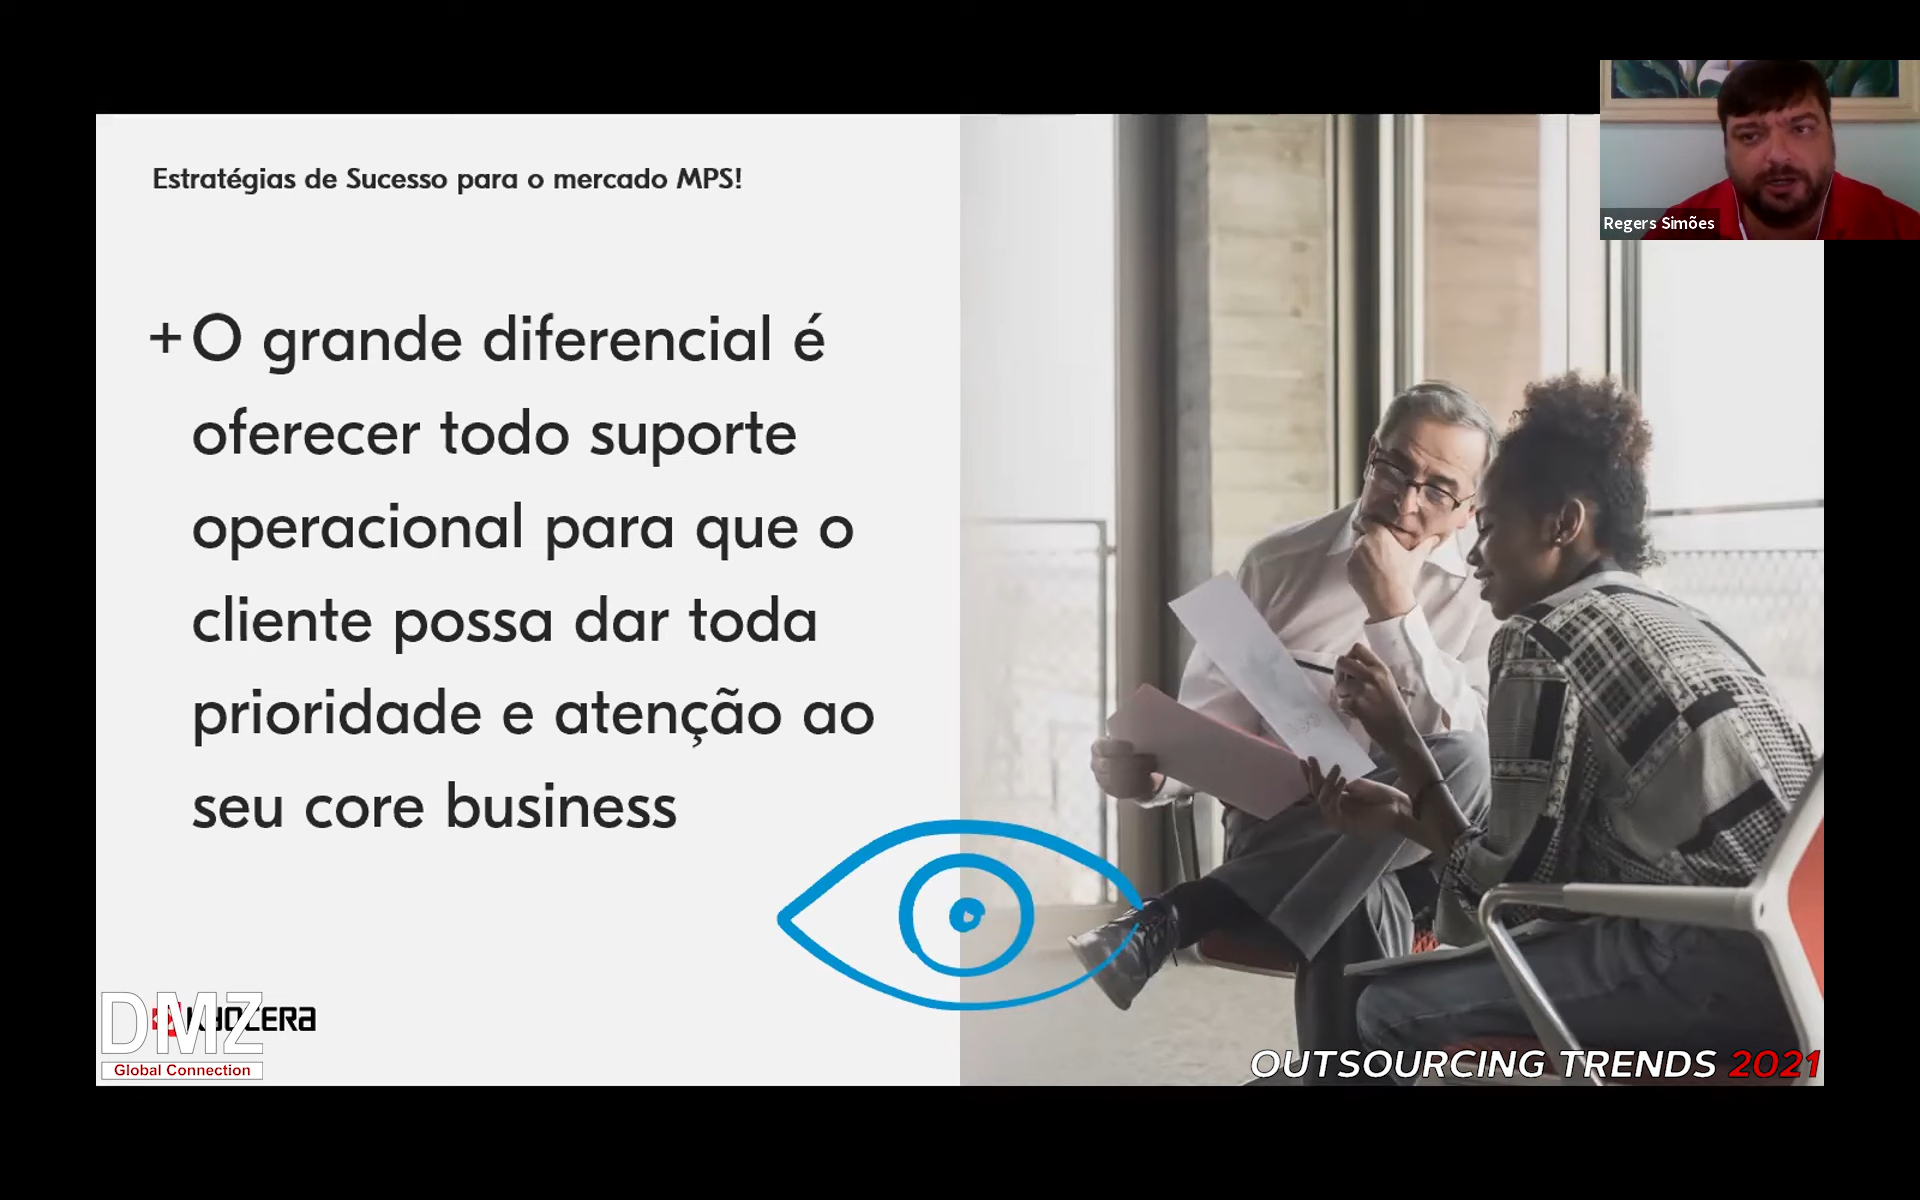 Estratégias de Sucesso para o mercado MPS!
Regers Simões
+O grande diferencial é
oferecer todo suporte
operacional para que o
cliente possa dar toda
prioridade e atenção ao
seu core business
DMZ
KYOCERA
Global Connection
OUTSOURCING TRENDS 2021